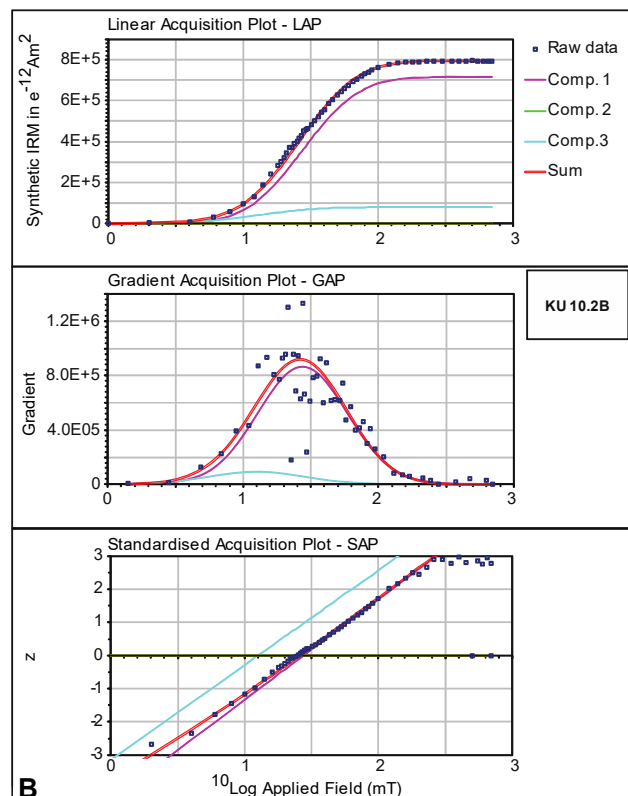 Linear Acquisition Plot - LAP
8E+5
6E+5
4E+5
2E+5
0
0
1
2
3
Synthetic IRM in e⁻¹²Am²
Raw data
Comp. 1
Comp. 2
Comp.3
Sum
Gradient Acquisition Plot - GAP
KU 10.2B
1.2E+6
8.0E+05
4.0E+05
0
0
1
2
3
Gradient
Standardised Acquisition Plot - SAP
3
2
1
0
-1
-2
-3
0
1
2
3
z
¹⁰Log Applied Field (mT)
B